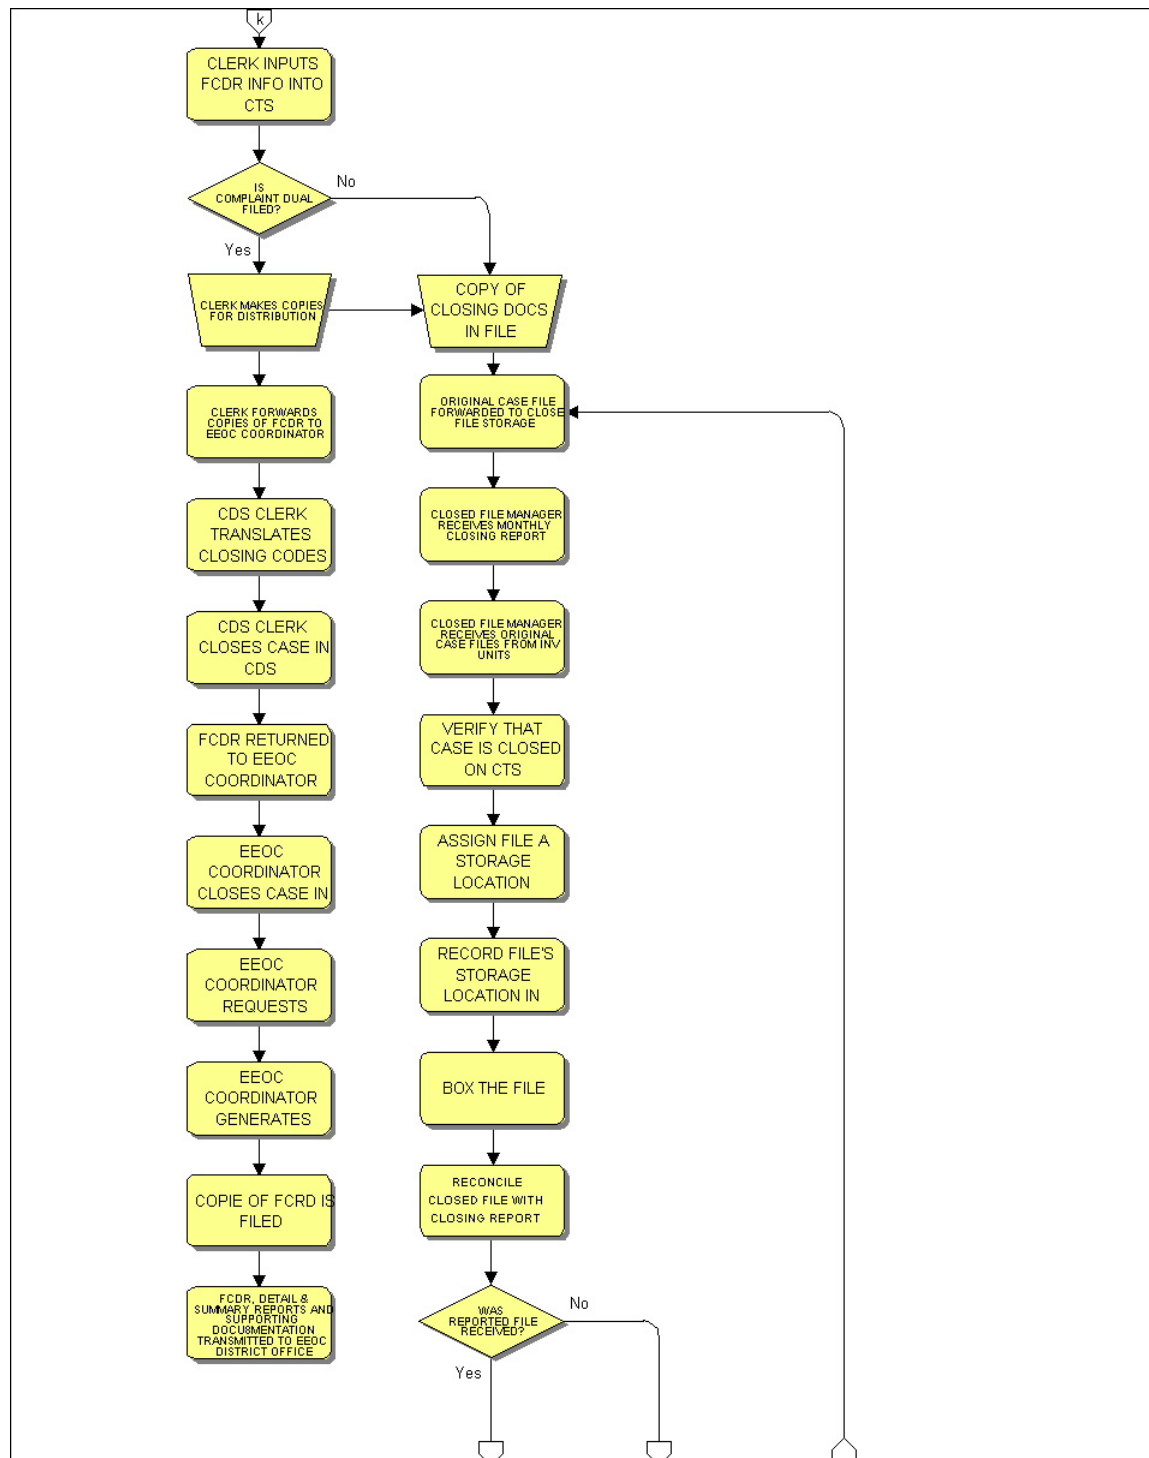 k
CLERK INPUTS
FCDR INFO INTO
CTS
IS
COMPLAINT DUAL
FILED?
No
Yes
CLERK MAKES COPIES
FOR DISTRIBUTION
CLERK FORWARDS
COPIES OF FCDR TO
EEOC COORDINATOR
CDS CLERK
TRANSLATES
CLOSING CODES
CDS CLERK
CLOSES CASE IN
CDS
FCDR RETURNED
TO EEOC
COORDINATOR
EEOC
COORDINATOR
CLOSES CASE IN
EEOC
COORDINATOR
REQUESTS
EEOC
COORDINATOR
GENERATES
COPIE OF FCRD IS
FILED
FCDR, DETAIL &
SUMMARY REPORTS AND
SUPPORTING
DOCUMENTATION
TRANSMITTED TO EEOC
DISTRICT OFFICE
COPY OF
CLOSING DOCS
IN FILE
ORIGINAL CASE FILE
FORWARDED TO CLOSE
FILE STORAGE
CLOSED FILE MANAGER
RECEIVES MONTHLY
CLOSING REPORT
CLOSED FILE MANAGER
RECEIVES ORIGINAL
CASE FILES FROM INV
UNITS
VERIFY THAT
CASE IS CLOSED
ON CTS
ASSIGN FILE A
STORAGE
LOCATION
RECORD FILE'S
STORAGE
LOCATION IN
BOX THE FILE
RECONCILE
CLOSED FILE WITH
CLOSING REPORT
WAS
REPORTED FILE
RECEIVED?
No
Yes